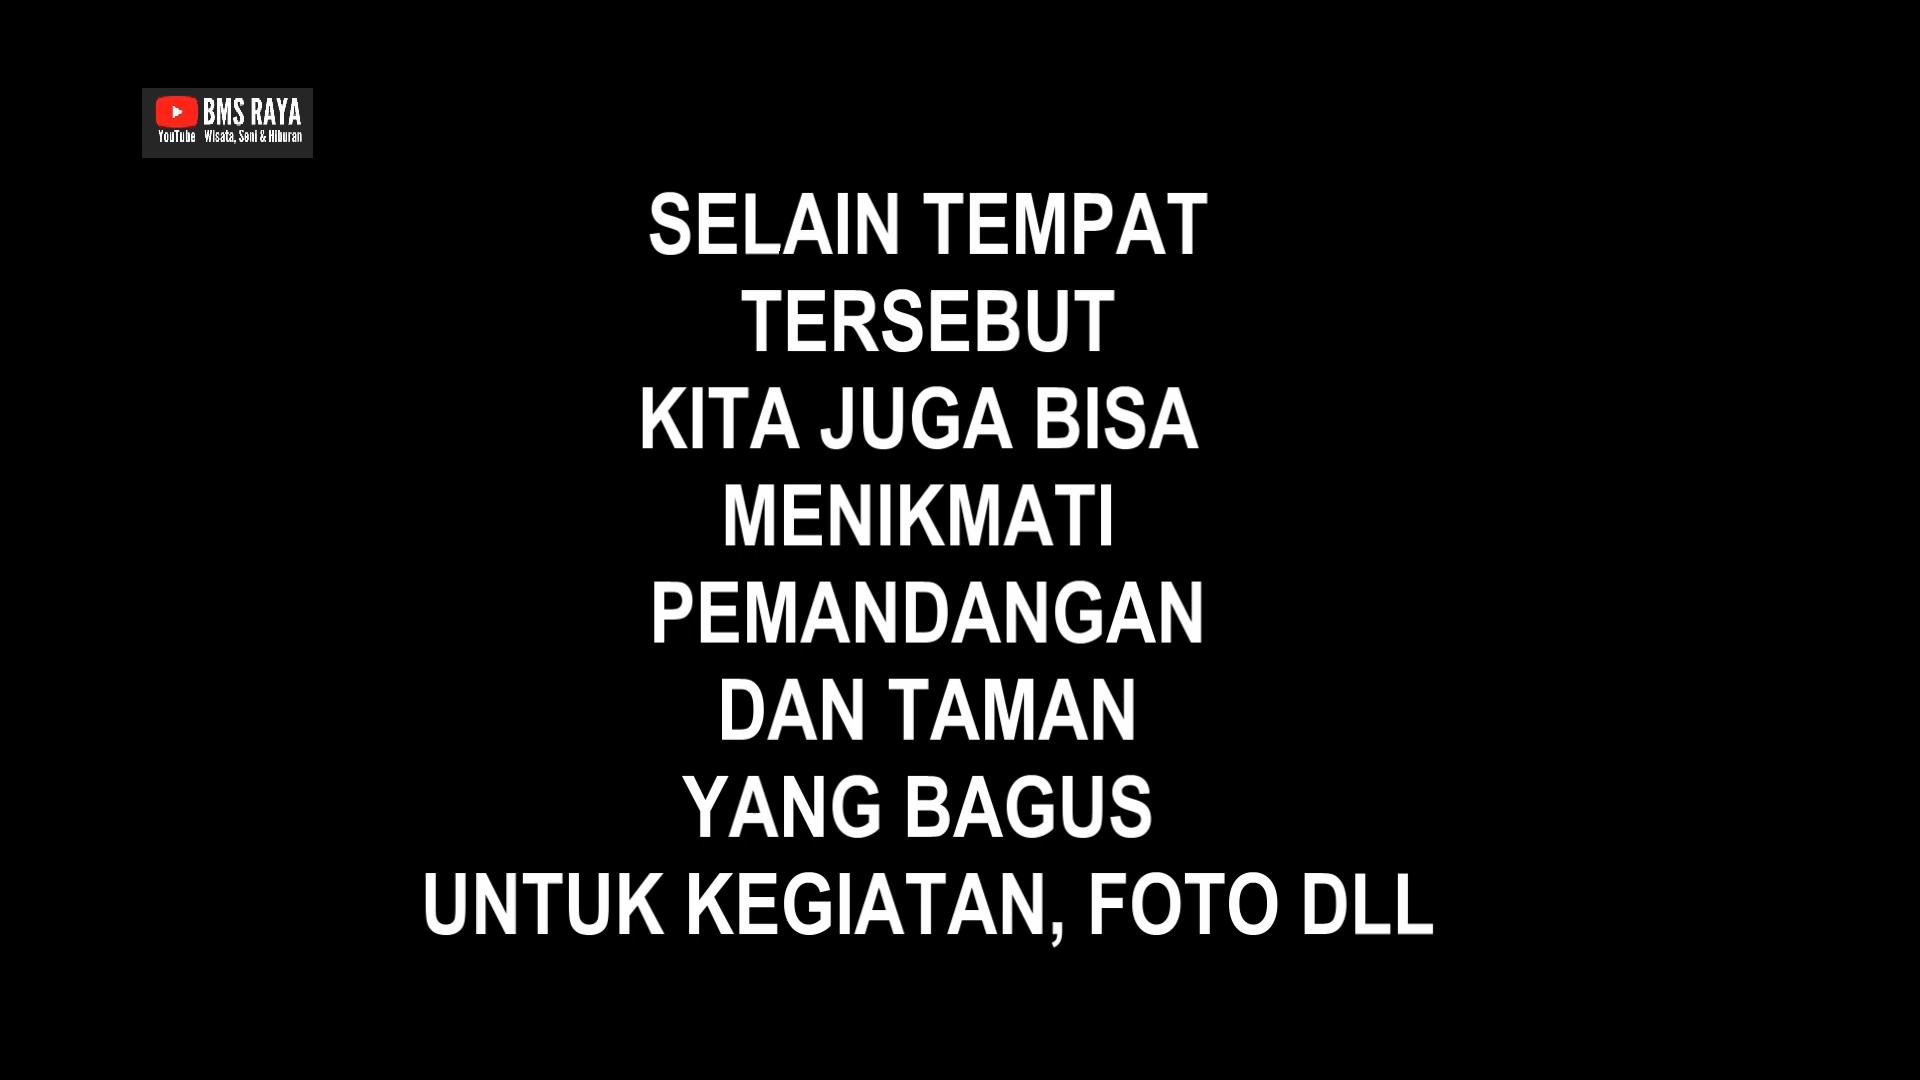 BMS RAYA
YouTube Wisata, Seni & Hiburan
SELAIN TEMPAT
TERSEBUT
KITA JUGA BISA
MENIKMATI
PEMANDANGAN
DAN TAMAN
YANG BAGUS
UNTUK KEGIATAN, FOTO DLL